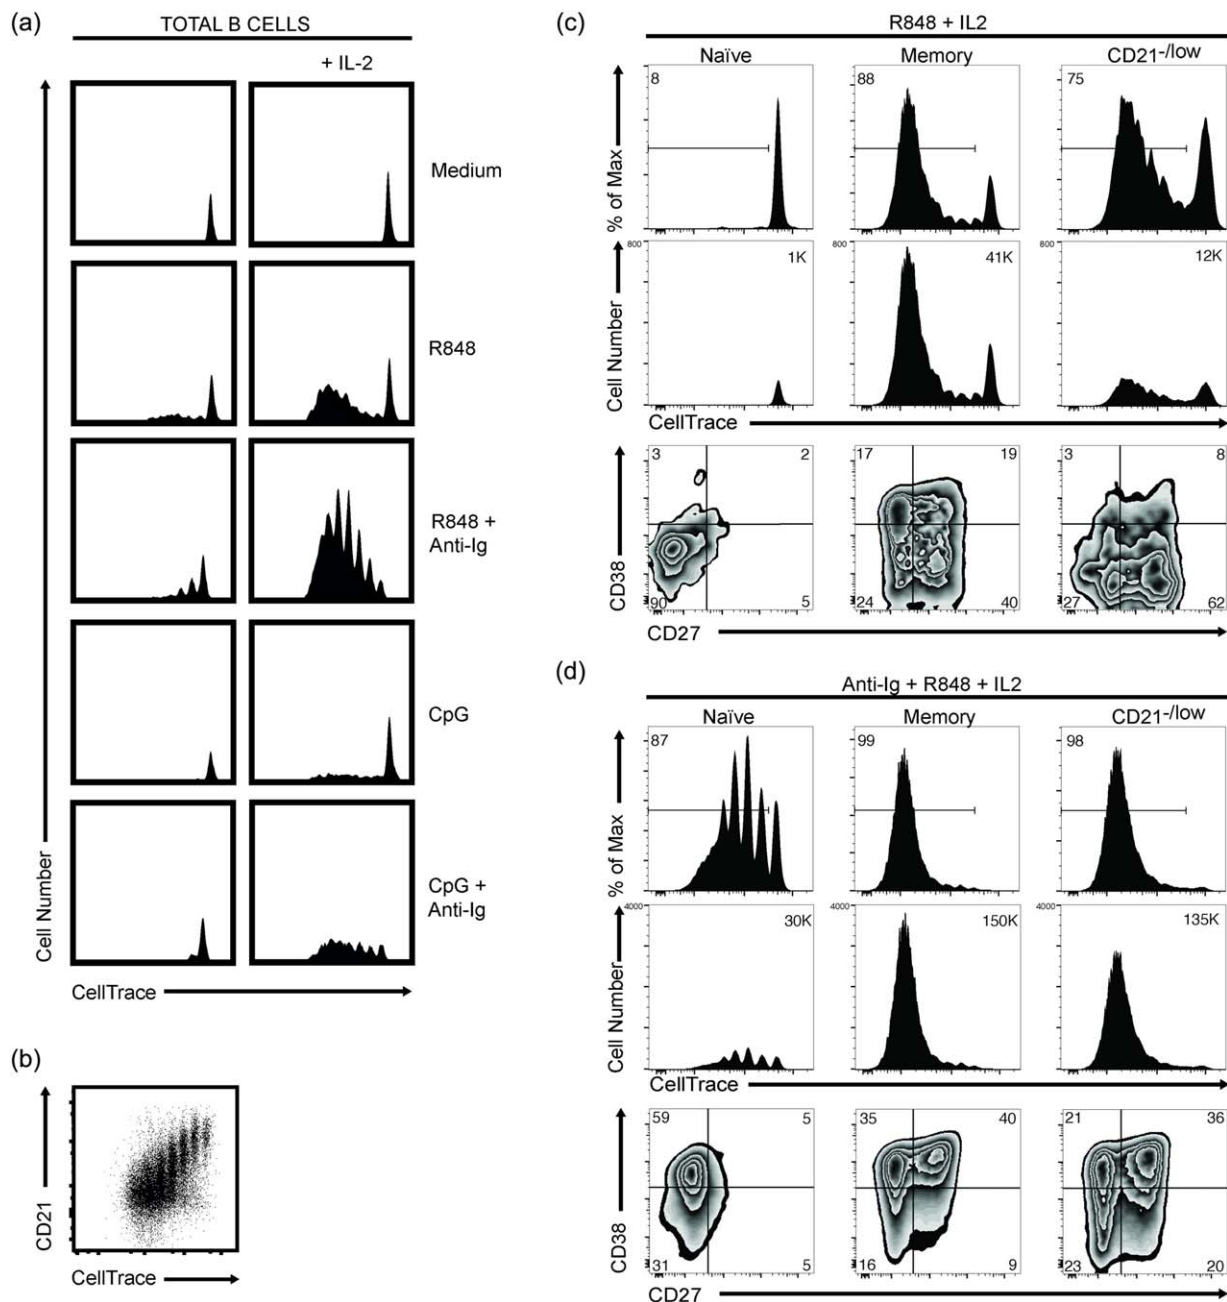 (a)
TOTAL B CELLS
+ IL-2
Medium
R848
R848 +
Anti-Ig
CpG
CpG +
Anti-Ig
Cell Number
CellTrace
(b)
CD21
CellTrace
(c)
R848 + IL2
Naïve Memory CD21-/low
8 88 75
% of Max
800 1K 800 41K 800 12K
Cell Number
CellTrace
3 2 17 19 3 8
CD38
90 5 24 40 27 62
CD27
(d)
Anti-Ig + R848 + IL2
Naïve Memory CD21-/low
87 99 98
% of Max
4000 30K 4000 150K 4000 135K
Cell Number
CellTrace
59 5 35 40 21 36
CD38
31 5 16 9 23 20
CD27